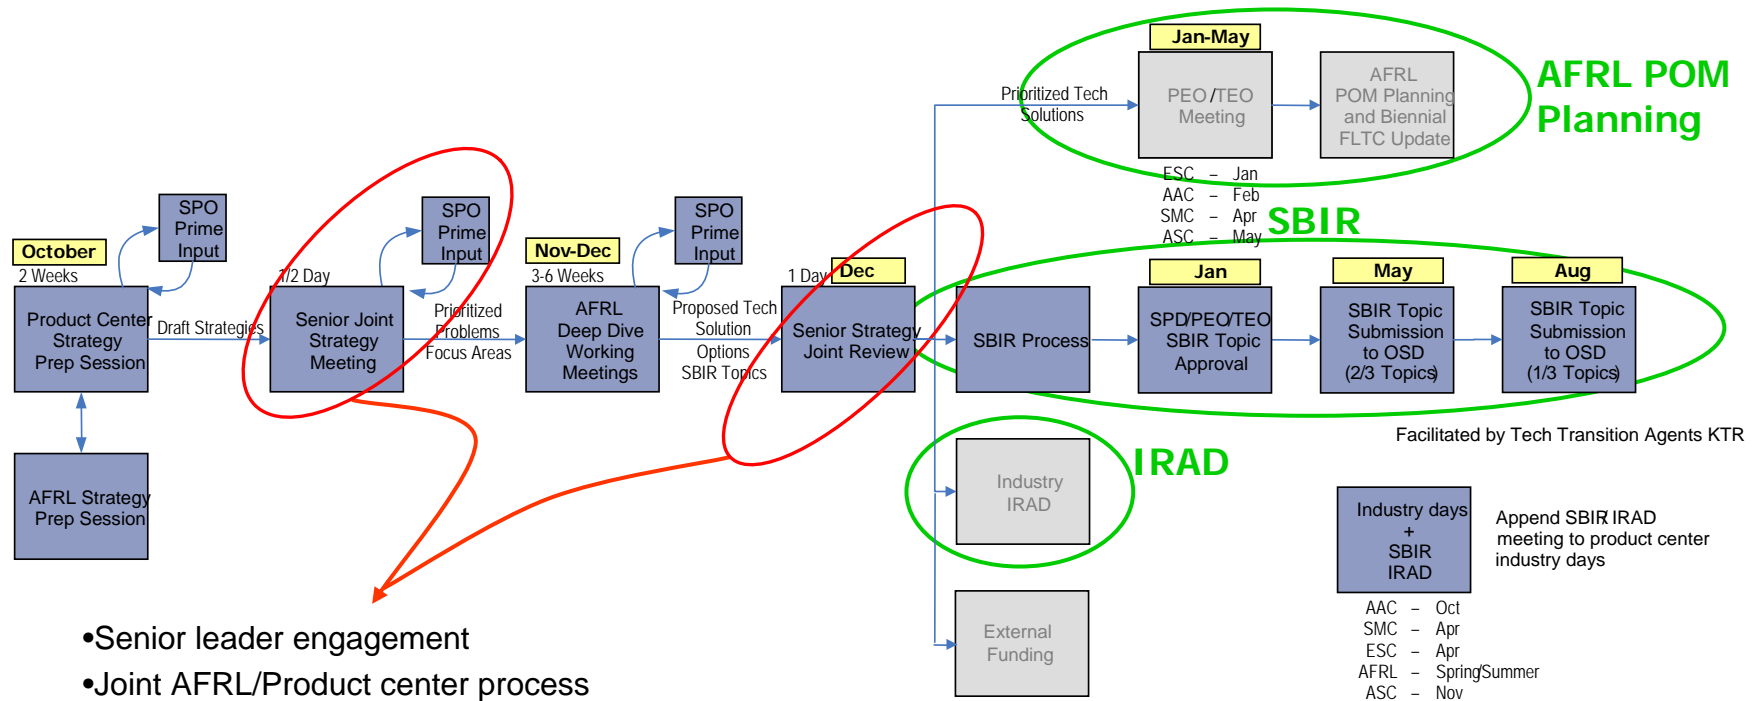 Jan-May
AFRL POM
Planning
Prioritized Tech
Solutions
PEO /TEO
Meeting
AFRL
POM Planning
and Biennial
FLTC Update
ESC – Jan
AAC – Feb
SMC – Apr
ASC – May
SBIR
October
2 Weeks
SPO
Prime
Input
Product Center
Strategy
Prep Session
Draft Strategies
AFRL Strategy
Prep Session
1/2 Day
SPO
Prime
Input
Senior Joint
Strategy
Meeting
Prioritized
Problems
Focus Areas
Nov-Dec
3-6 Weeks
SPO
Prime
Input
AFRL
Deep Dive
Working
Meetings
Proposed Tech
Solution
Options
SBIR Topics
1 Day
Dec
Senior Strategy
Joint Review
SBIR Process
Jan
SPD/PEO/TEO
SBIR Topic
Approval
May
SBIR Topic
Submission
to OSD
(2/3 Topics)
Aug
SBIR Topic
Submission
to OSD
(1/3 Topics)
Facilitated by Tech Transition Agents KTR
IRAD
Industry
IRAD
External
Funding
Industry days
+
SBIR
IRAD
Append SBIR/IRAD
meeting to product center
industry days
AAC – Oct
SMC – Apr
ESC – Apr
AFRL – Spring/Summer
ASC – Nov
•Senior leader engagement
•Joint AFRL/Product center process